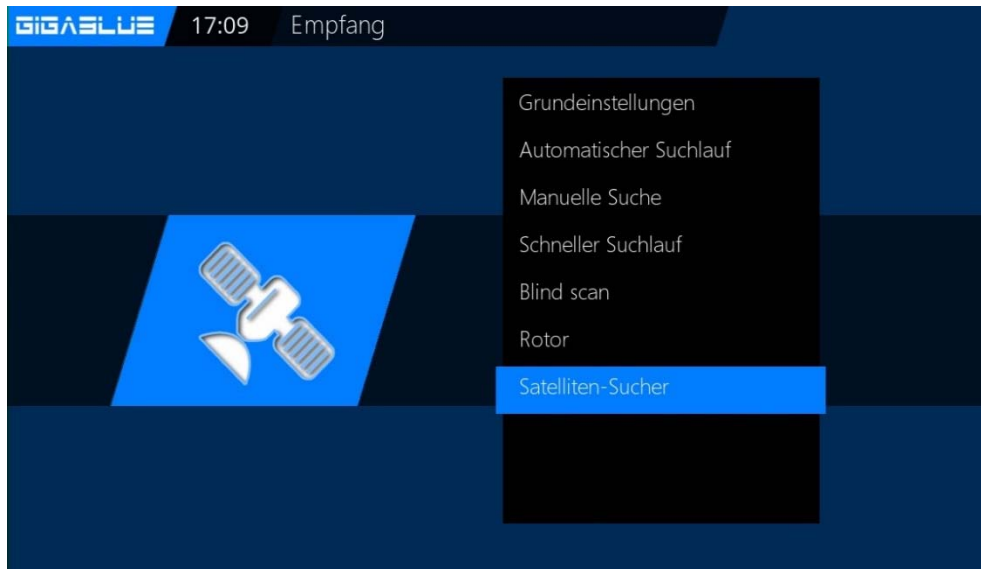 GIGABLUE 17:09 Empfang
Grundeinstellungen
Automatischer Suchlauf
Manuelle Suche
Schneller Suchlauf
Blind scan
Rotor
Satelliten-Sucher